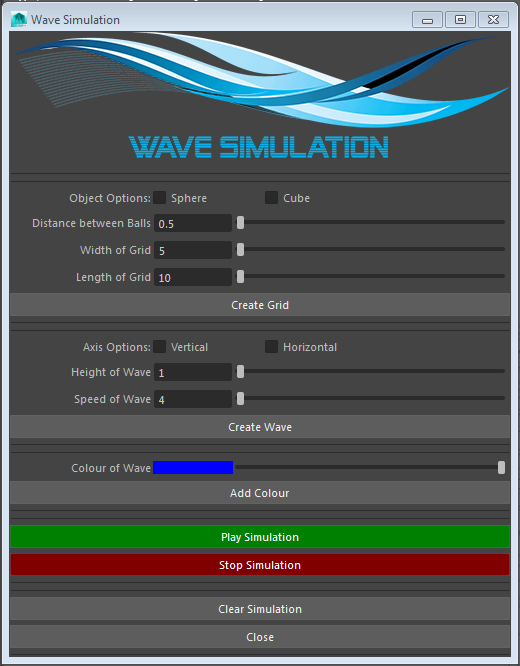 Wave Simulation
WAVE SIMULATION
Object Options: Sphere Cube
Distance between Balls 0.5
Width of Grid 5
Length of Grid 10
Create Grid
Axis Options: Vertical Horizontal
Height of Wave 1
Speed of Wave 4
Create Wave
Colour of Wave
Add Colour
Play Simulation
Stop Simulation
Clear Simulation
Close